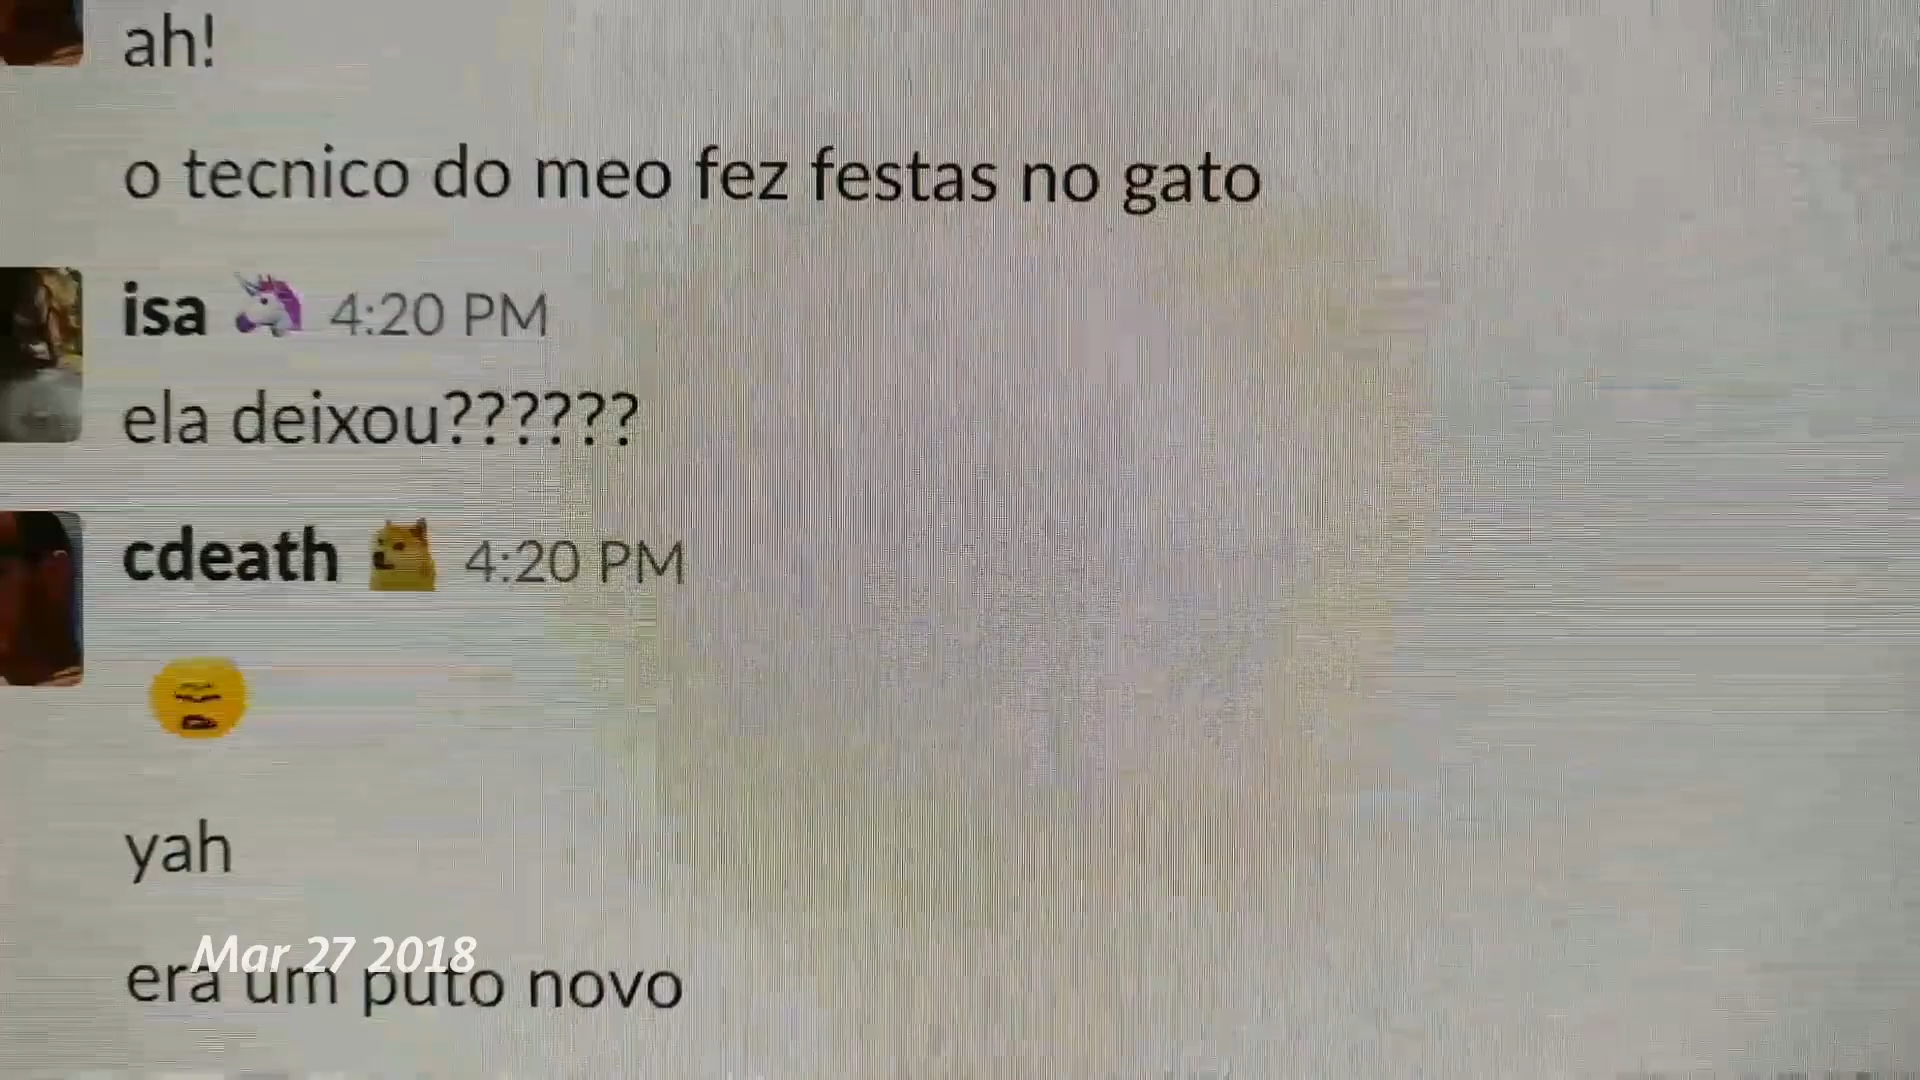 ah!
o tecnico do meo fez festas no gato
isa 4:20 PM
ela deixou??????
cdeath 4:20 PM
yah
Mar 27 2018
era um puto novo